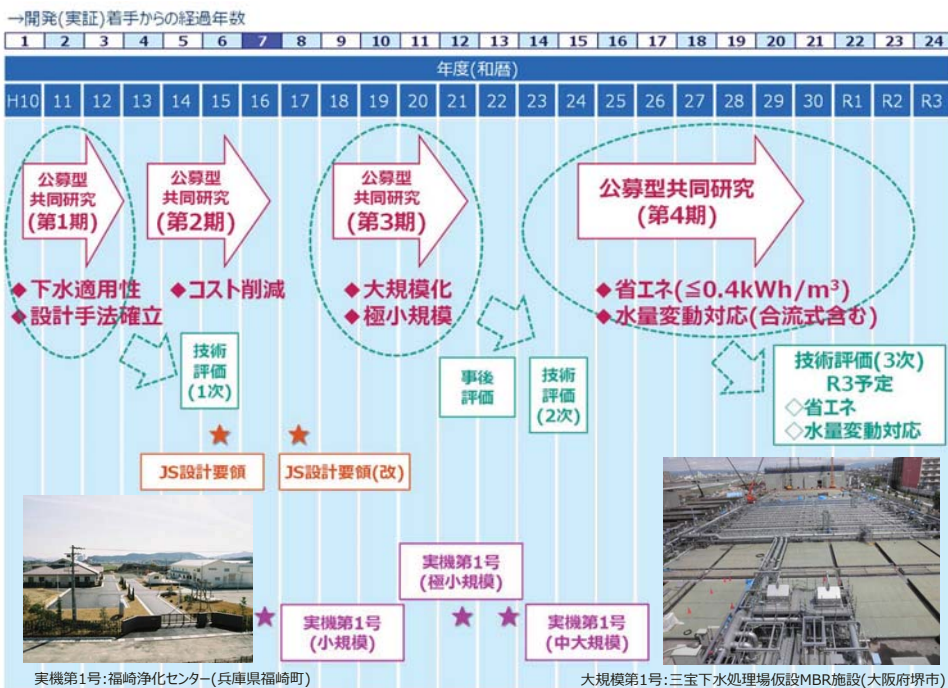 →開発(実証)着手からの経過年数
1 2 3 4 5 6 7 8 9 10 11 12 13 14 15 16 17 18 19 20 21 22 23 24
年度(和暦)
H10 11 12 13 14 15 16 17 18 19 20 21 22 23 24 25 26 27 28 29 30 R1 R2 R3
公募型
共同研究
(第1期)
公募型
共同研究
(第2期)
公募型
共同研究
(第3期)
公募型共同研究
(第4期)
◆下水適用性
◆設計手法確立
◆コスト削減
◆大規模化
◆極小規模
◆省エネ(≦0.4kWh/m³)
◆水量変動対応(合流式含む)
技術
評価
(1次)
事後
評価
技術
評価
(2次)
技術評価(3次)
R3予定
◇省エネ
◇水量変動対応
JS設計要領
JS設計要領(改)
実機第1号
(極小規模)
実機第1号
(小規模)
実機第1号
(中大規模)
実機第1号:福崎浄化センター(兵庫県福崎町)
大規模第1号:三宝下水処理場仮設MBR施設(大阪府堺市)